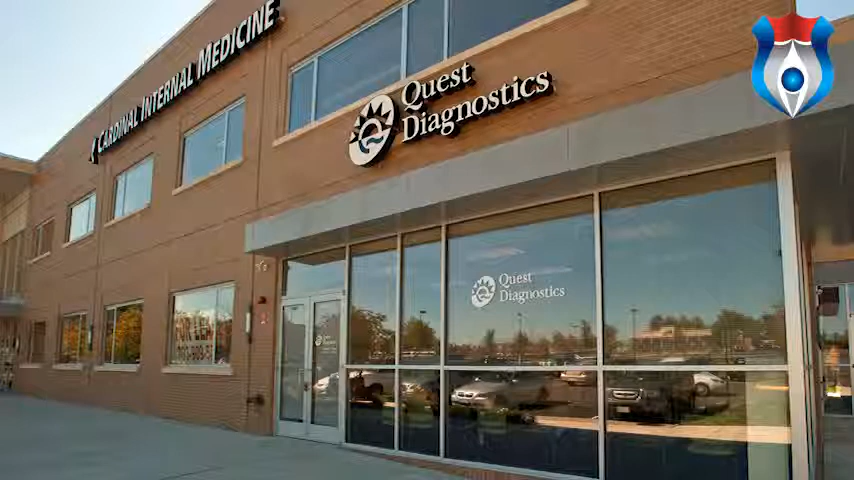 CARDINAL INTERNAL MEDICINE
Quest
Diagnostics
Quest
Diagnostics